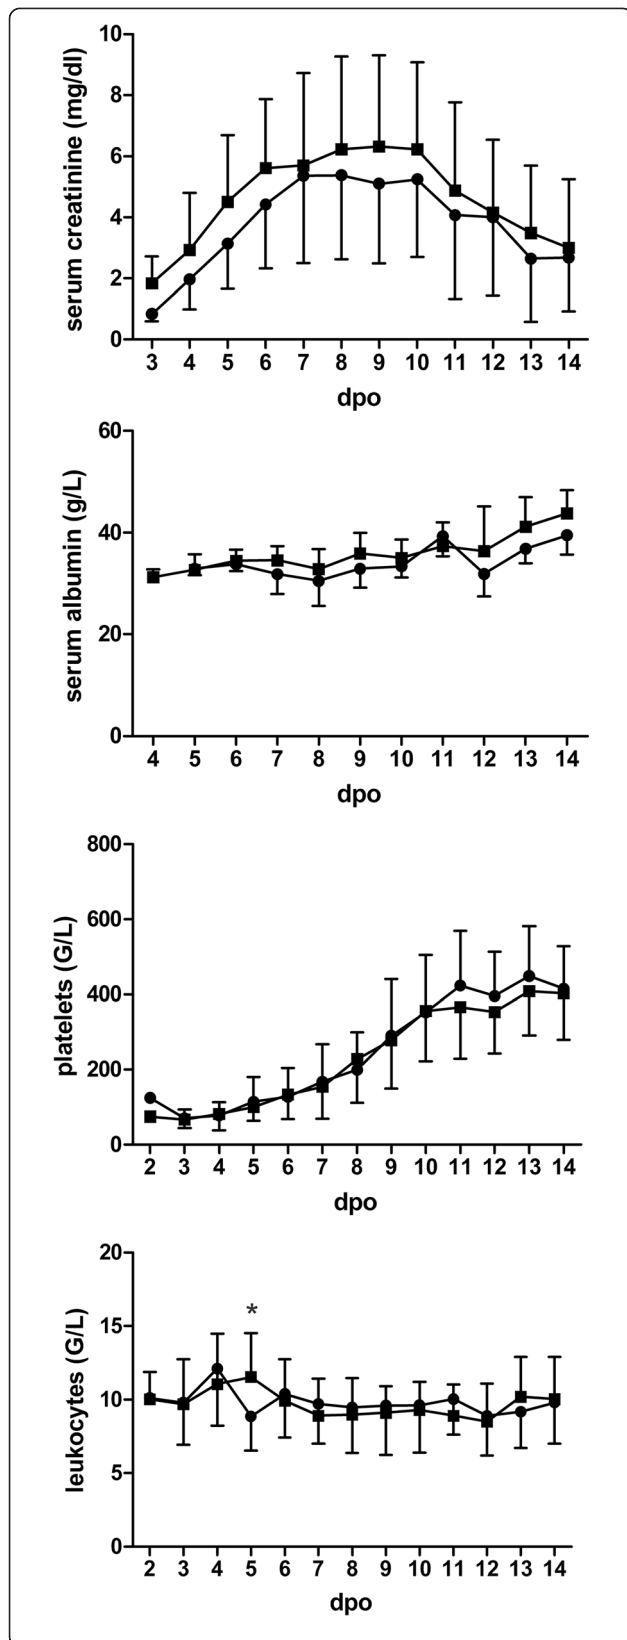 10
8
6
4
2
0
serum creatinine (mg/dl)
3 4 5 6 7 8 9 10 11 12 13 14
dpo
60
40
20
0
serum albumin (g/L)
4 5 6 7 8 9 10 11 12 13 14
dpo
800
600
400
200
0
platelets (G/L)
2 3 4 5 6 7 8 9 10 11 12 13 14
dpo
20
15
10
5
0
leukocytes (G/L)
*
2 3 4 5 6 7 8 9 10 11 12 13 14
dpo